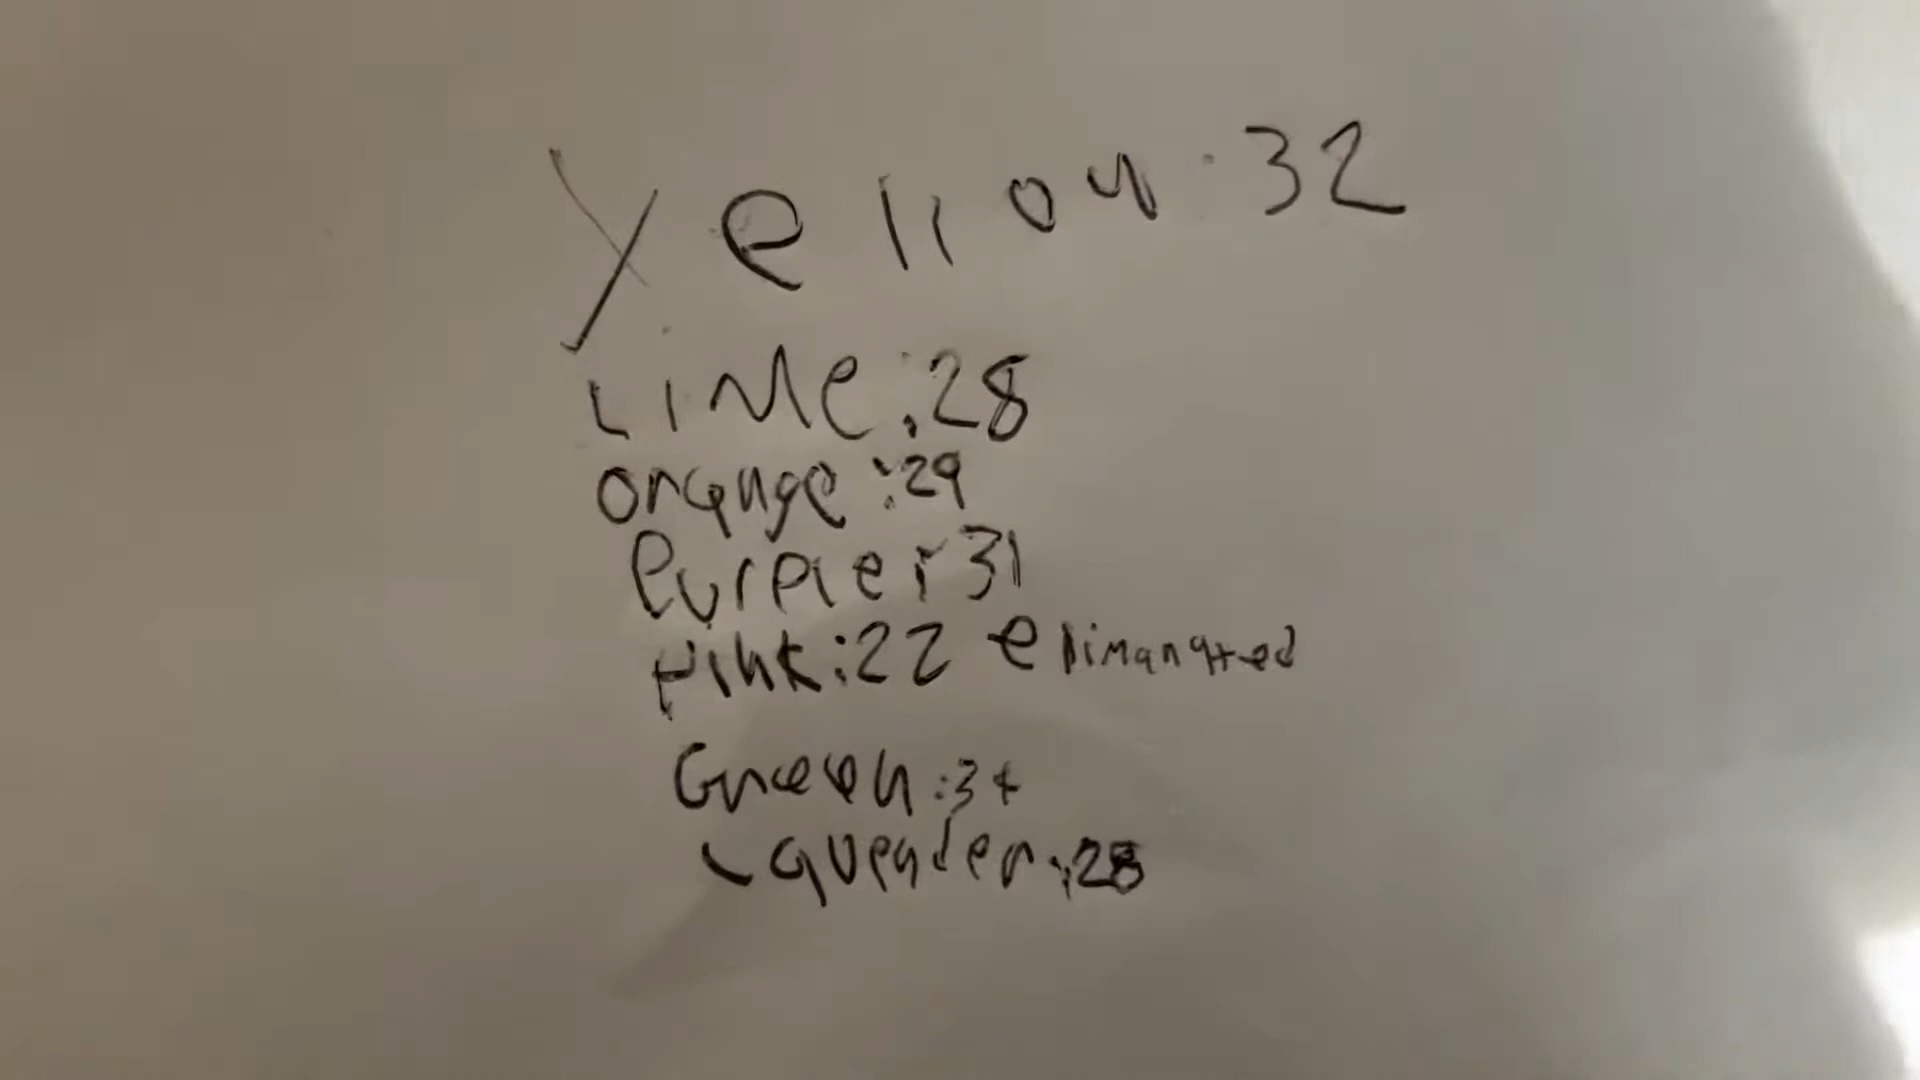 Yellow:32
Lime:28
Orange:29
Purple:31
Pink:22 elimanated
Green:34
Lavender:28